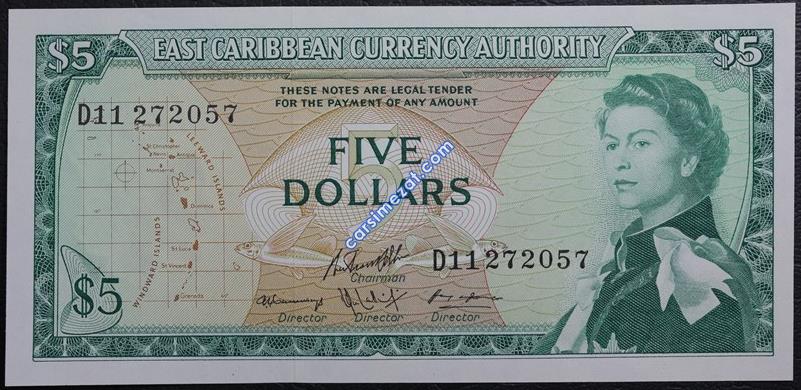 $5
EAST CARIBBEAN CURRENCY AUTHORITY
$5
THESE NOTES ARE LEGAL TENDER
FOR THE PAYMENT OF ANY AMOUNT
D11 272057
LEEWARD ISLANDS
St Christopher
Nevis
Antigua
Montserrat
Dominica
St Lucia
St Vincent
Grenada
WINDWARD ISLANDS
5
FIVE
DOLLARS
carsimezat.com
D11 272057
Chairman
$5
Director
Director
Director
$5